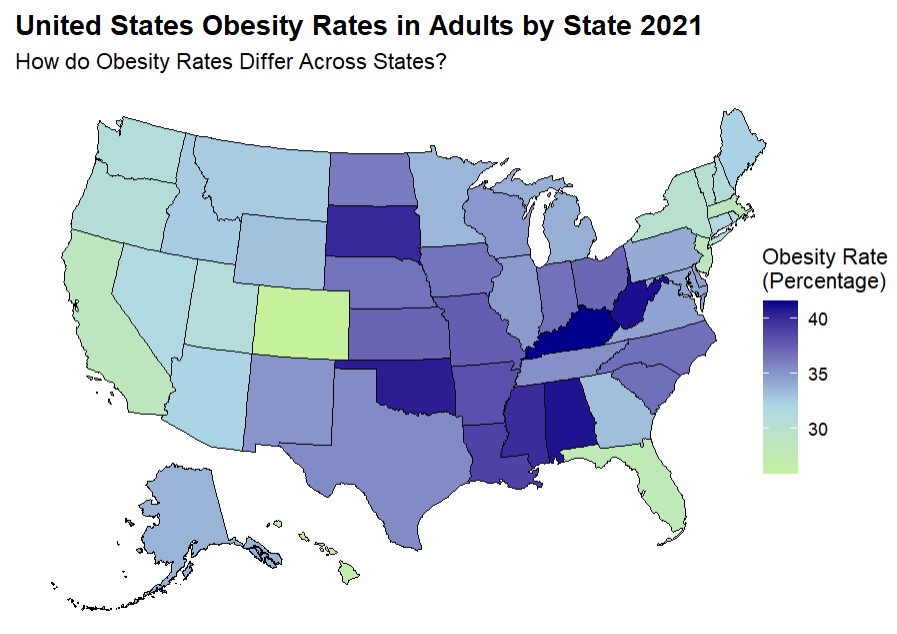 United States Obesity Rates in Adults by State 2021
How do Obesity Rates Differ Across States?
Obesity Rate
(Percentage)
40
35
30